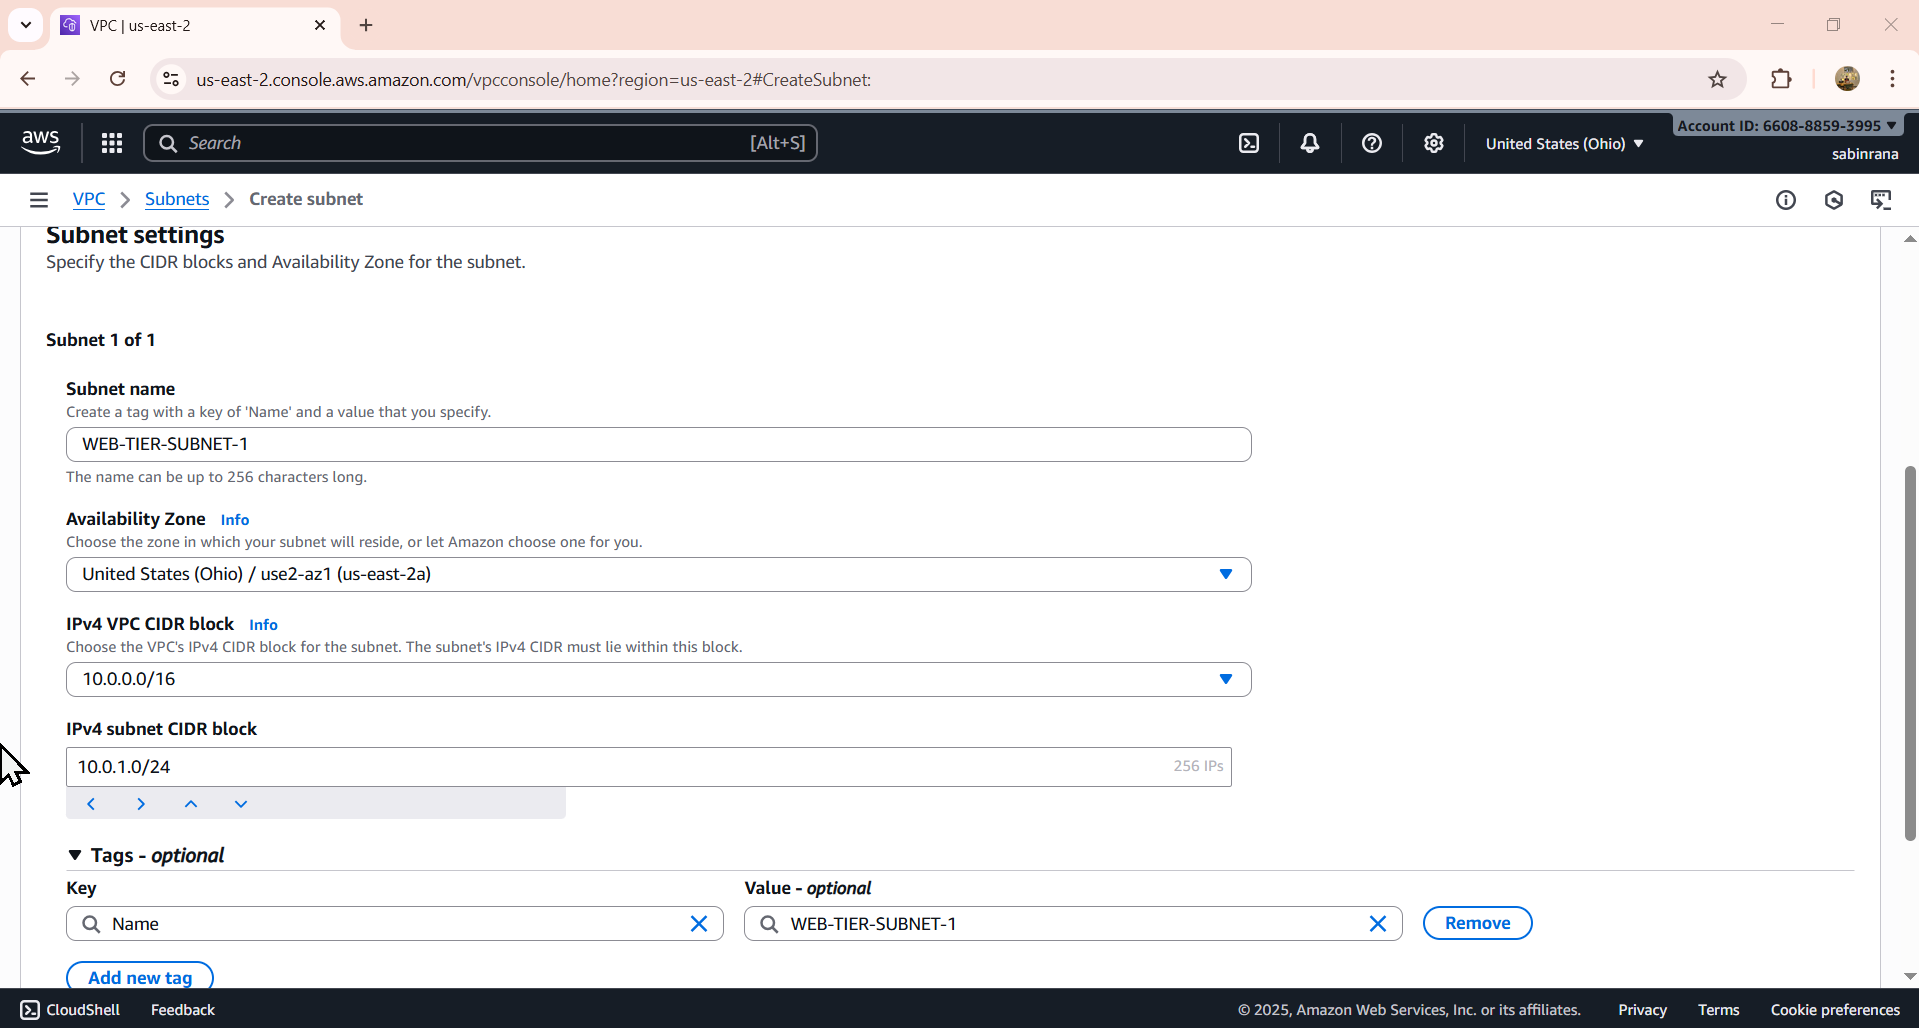 VPC | us-east-2
us-east-2.console.aws.amazon.com/vpcconsole/home?region=us-east-2#CreateSubnet:
aws
Search [Alt+S]
United States (Ohio)
Account ID: 6608-8859-3995
sabinrana
VPC
Subnets
Create subnet
Subnet settings
Specify the CIDR blocks and Availability Zone for the subnet.
Subnet 1 of 1
Subnet name
Create a tag with a key of 'Name' and a value that you specify.
WEB-TIER-SUBNET-1
The name can be up to 256 characters long.
Availability Zone Info
Choose the zone in which your subnet will reside, or let Amazon choose one for you.
United States (Ohio) / use2-az1 (us-east-2a)
IPv4 VPC CIDR block Info
Choose the VPC's IPv4 CIDR block for the subnet. The subnet's IPv4 CIDR must lie within this block.
10.0.0.0/16
IPv4 subnet CIDR block
10.0.1.0/24 256 IPs
Tags - optional
Key Value - optional
Name WEB-TIER-SUBNET-1 Remove
Add new tag
CloudShell Feedback © 2025, Amazon Web Services, Inc. or its affiliates. Privacy Terms Cookie preferences